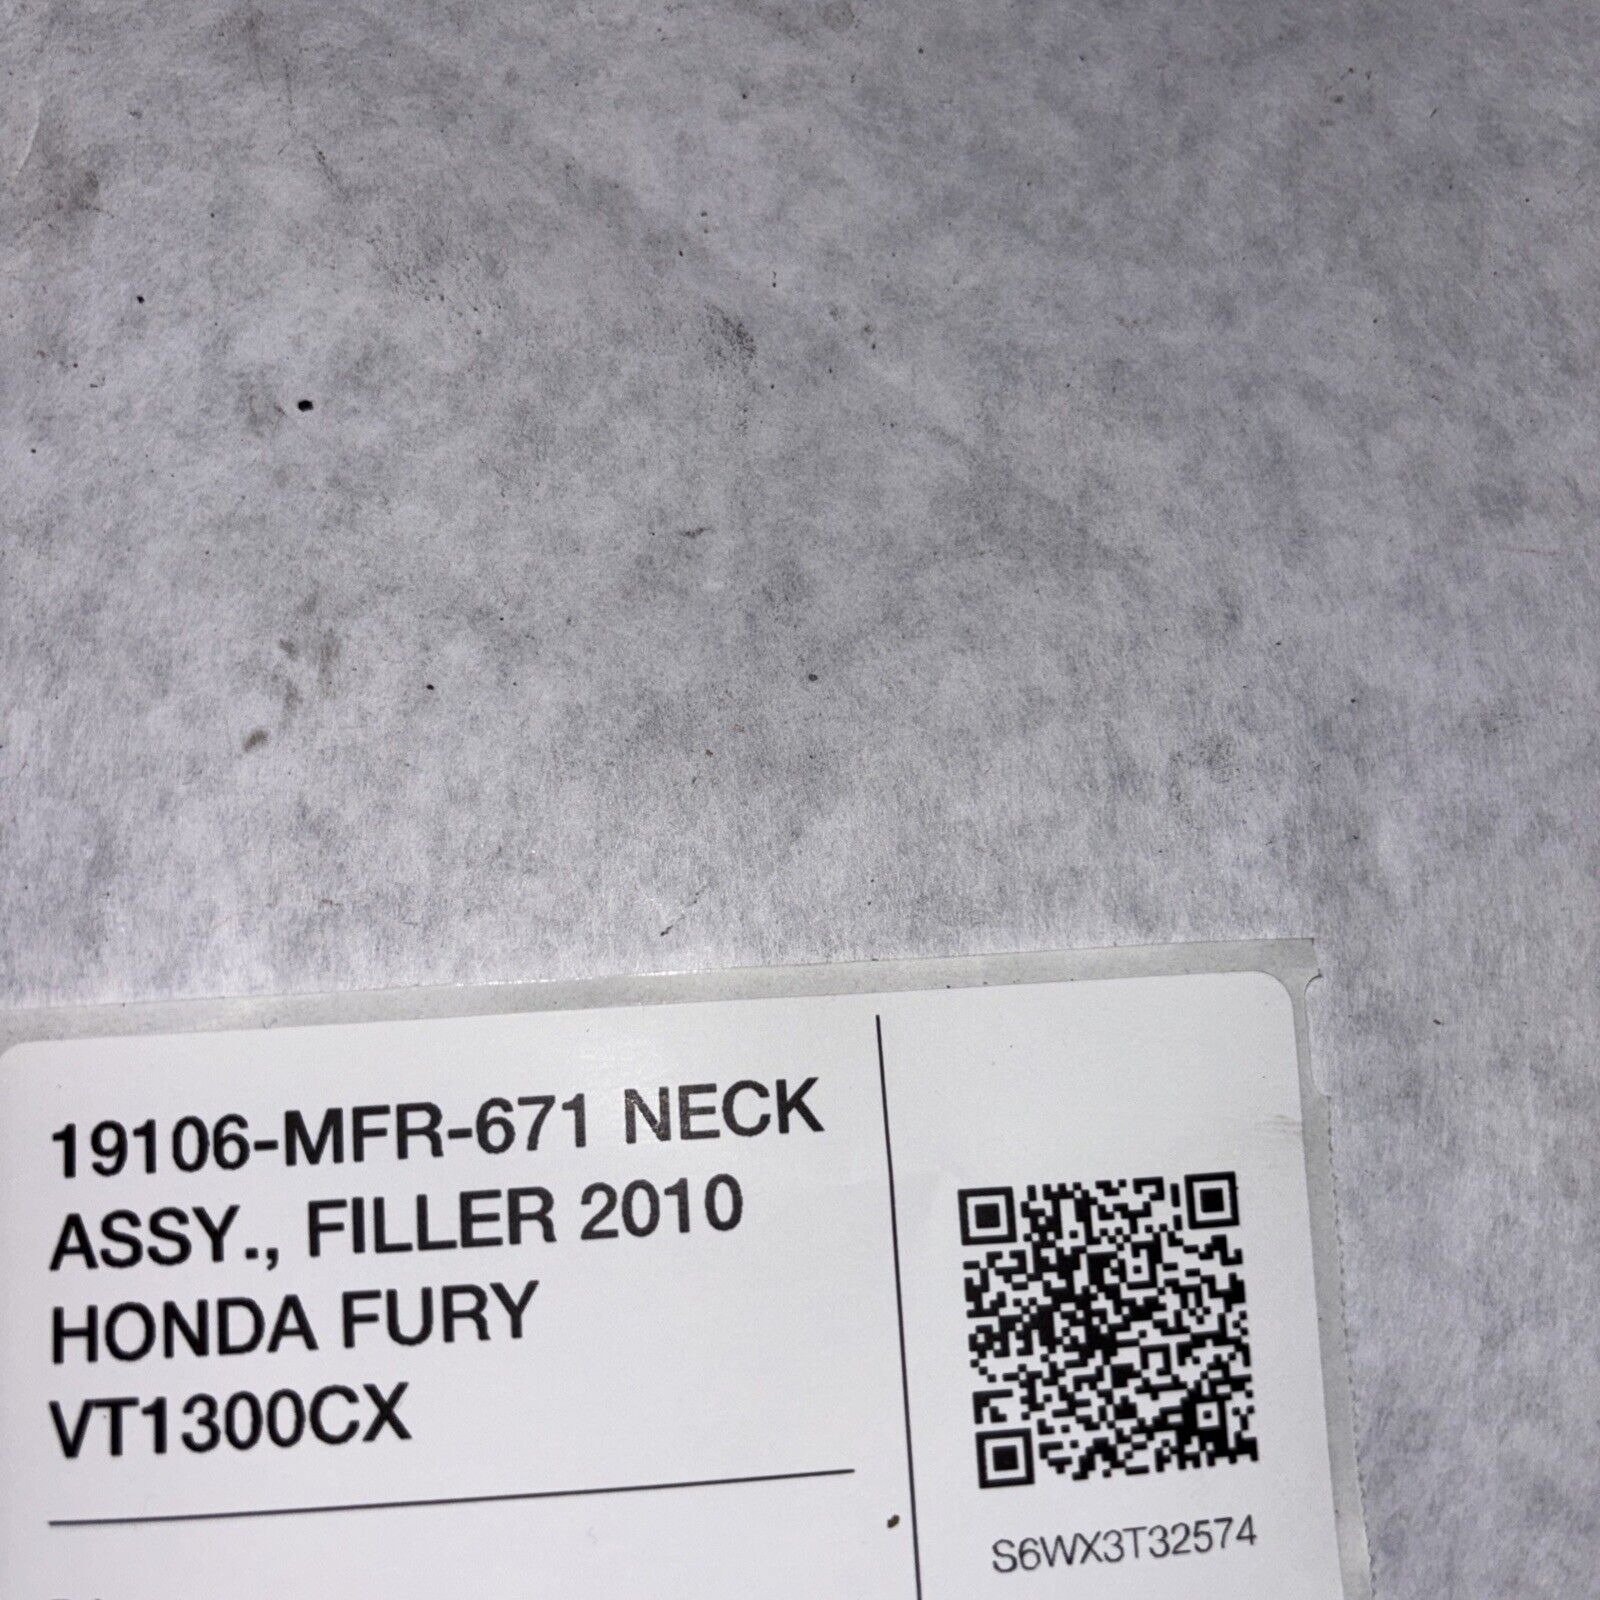 19106-MFR-671 NECK
ASSY., FILLER 2010
HONDA FURY
VT1300CX
S6WX3T32574